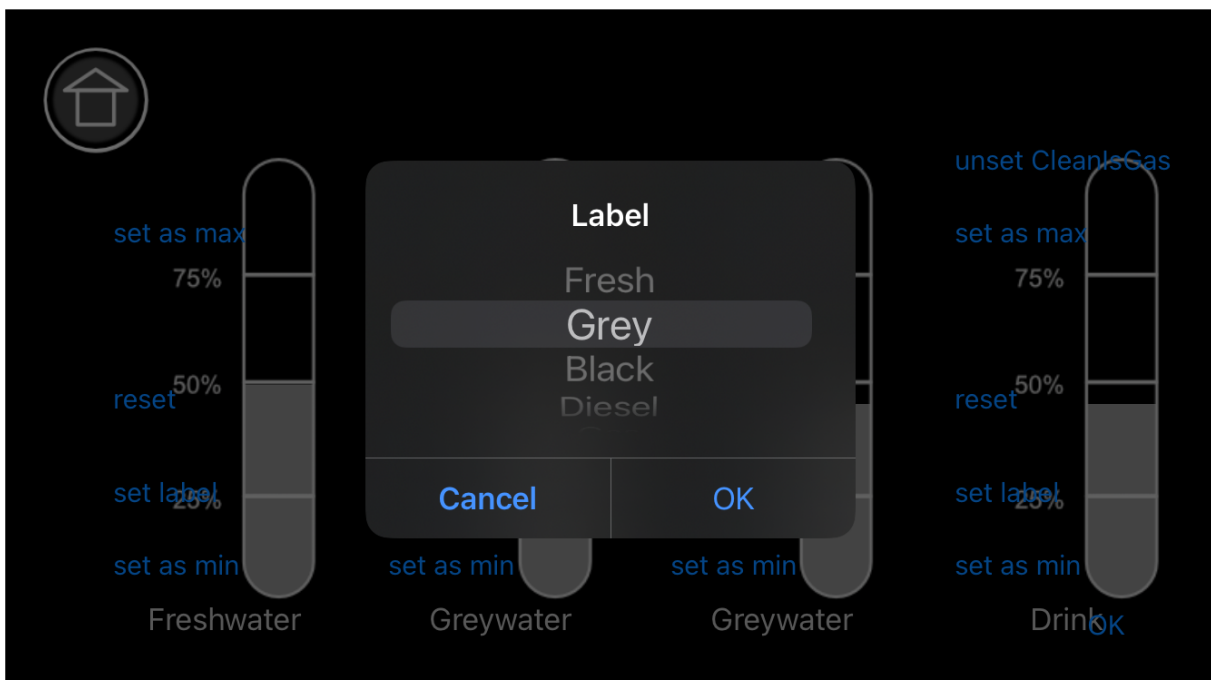 unset CleanIsGas
set as max
set as max
75%
75%
Label
Fresh
Grey
Black
Diesel
50%
50%
reset
reset
Cancel
OK
set label
25%
set label
25%
set as min
set as min
set as min
set as min
Freshwater
Greywater
Greywater
Drink
OK